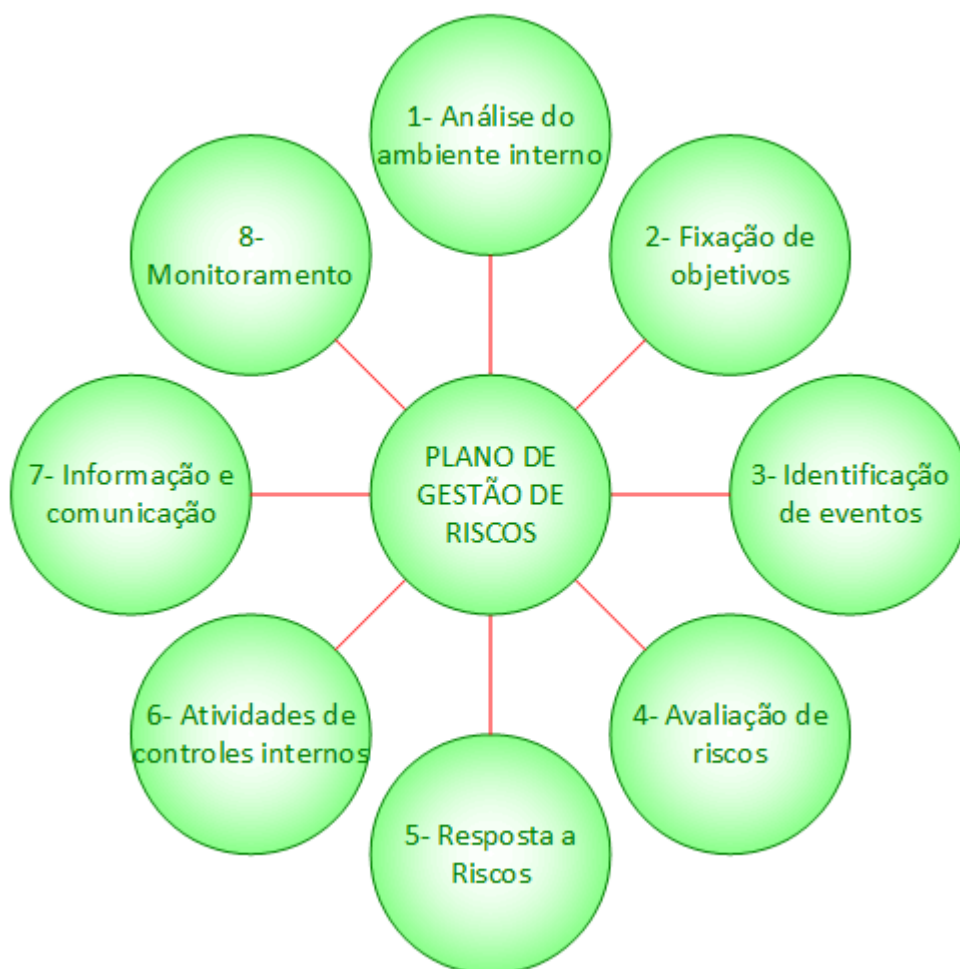 1- Análise do
ambiente interno
2- Fixação de
objetivos
3- Identificação
de eventos
4- Avaliação de
riscos
5- Resposta a
Riscos
6- Atividades de
controles internos
7- Informação e
comunicação
8-
Monitoramento
PLANO DE
GESTÃO DE
RISCOS